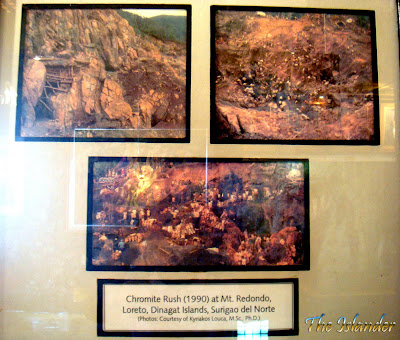 Chromite Rush (1990) at Mt. Redondo,
Loreto, Dinagat Islands, Surigao del Norte
(Photos: Courtesy of Kyriakos Louca, M.Sc., Ph.D.)
The Islander